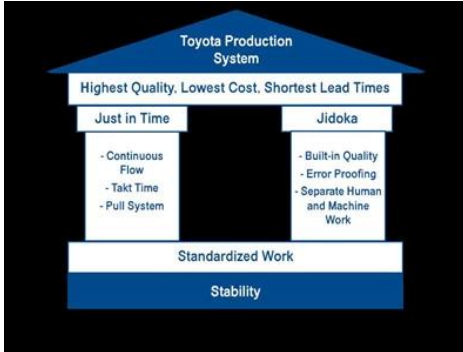 Toyota Production
System
Highest Quality, Lowest Cost, Shortest Lead Times
Just in Time
- Continuous
Flow
- Takt Time
- Pull System
Jidoka
- Built-in Quality
- Error Proofing
- Separate Human
and Machine
Work
Standardized Work
Stability